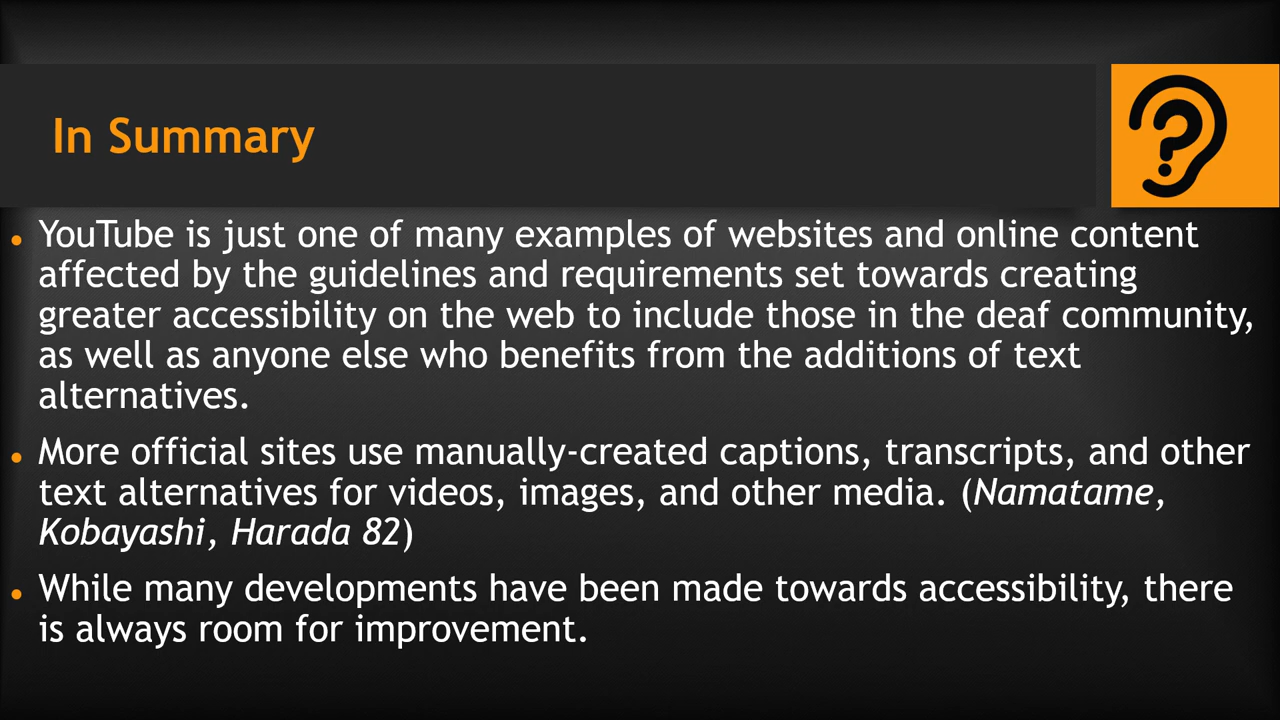 In Summary
YouTube is just one of many examples of websites and online content
affected by the guidelines and requirements set towards creating
greater accessibility on the web to include those in the deaf community,
as well as anyone else who benefits from the additions of text
alternatives.
More official sites use manually-created captions, transcripts, and other
text alternatives for videos, images, and other media. (Namatame,
Kobayashi, Harada 82)
While many developments have been made towards accessibility, there
is always room for improvement.